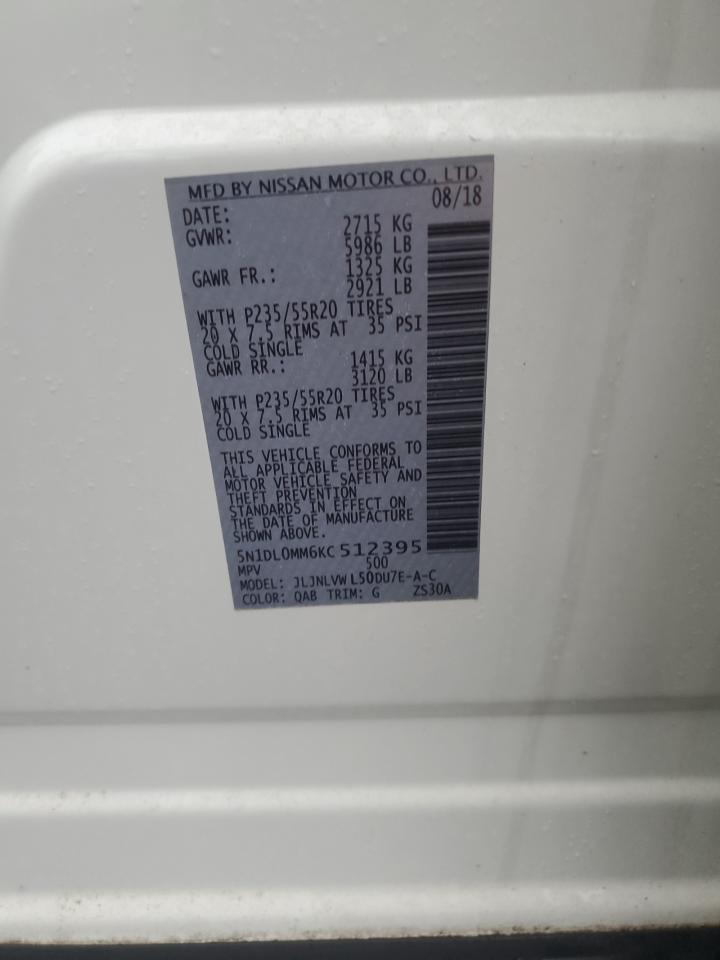 MFD BY NISSAN MOTOR CO., LTD.
DATE: 08/18
GVWR: 2715 KG
5986 LB
GAWR FR.: 1325 KG
2921 LB
WITH P235/55R20 TIRES
20 X 7.5 RIMS AT 35 PSI
COLD SINGLE
GAWR RR.: 1415 KG
3120 LB
WITH P235/55R20 TIRES
20 X 7.5 RIMS AT 35 PSI
COLD SINGLE
THIS VEHICLE CONFORMS TO
ALL APPLICABLE FEDERAL
MOTOR VEHICLE SAFETY AND
THEFT PREVENTION
STANDARDS IN EFFECT ON
THE DATE OF MANUFACTURE
SHOWN ABOVE.
5N1DL0MM6KC512395
MPV 500
MODEL: JLJNLVWL50DU7E-A-C
COLOR: QAB TRIM: G ZS30A